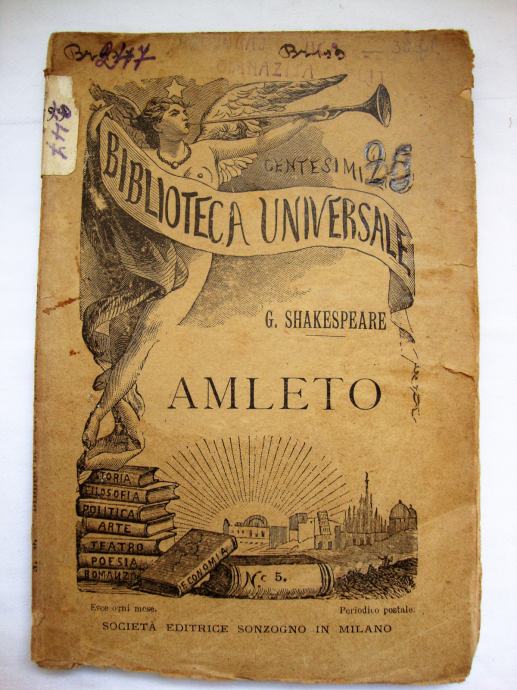 277
CENTESIMI 25
BIBLIOTECA UNIVERSALE
G. SHAKESPEARE
AMLETO
STORIA
FILOSOFIA
POLITICA
ARTE
TEATRO
POESIA
ROMANZI
ECONOMIA
N.º 5.
Esce ogni mese.
Periodico postale.
SOCIETÀ EDITRICE SONZOGNO IN MILANO